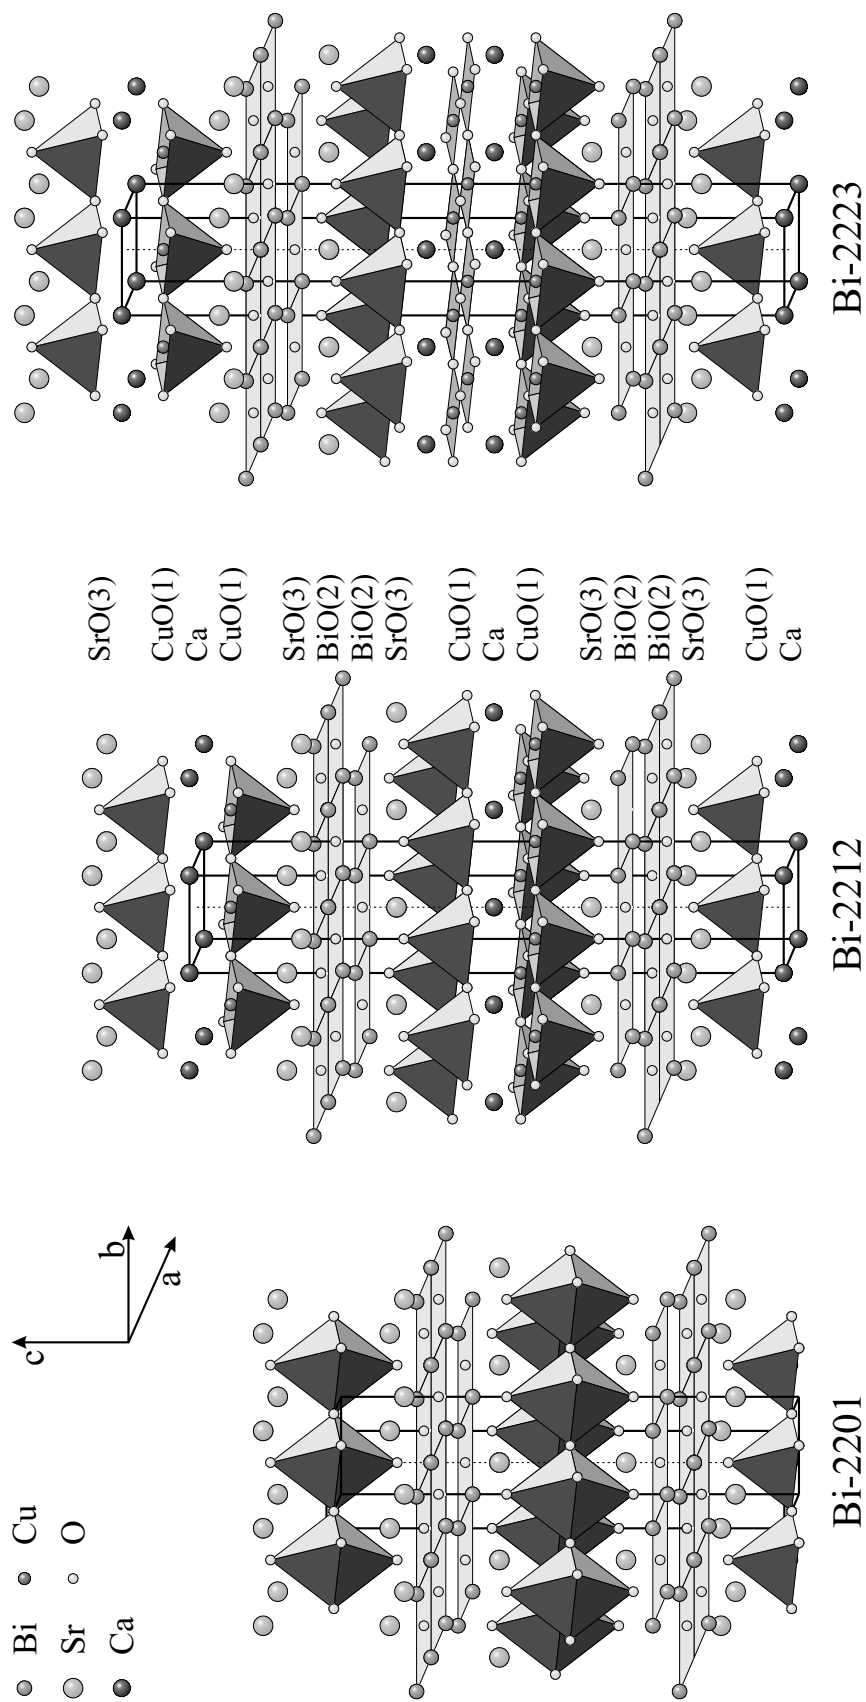 Bi Cu
Sr O
Ca
c
b
a
SrO(3)
CuO(1)
Ca
CuO(1)
SrO(3)
BiO(2)
BiO(2)
SrO(3)
CuO(1)
Ca
CuO(1)
SrO(3)
BiO(2)
BiO(2)
SrO(3)
CuO(1)
Ca
Bi-2201
Bi-2212
Bi-2223